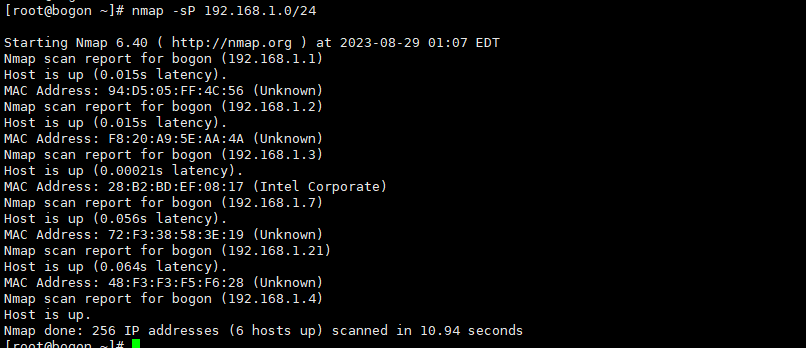 [root@bogon ~]# nmap -sP 192.168.1.0/24
Starting Nmap 6.40 ( http://nmap.org ) at 2023-08-29 01:07 EDT
Nmap scan report for bogon (192.168.1.1)
Host is up (0.015s latency).
MAC Address: 94:D5:05:FF:4C:56 (Unknown)
Nmap scan report for bogon (192.168.1.2)
Host is up (0.015s latency).
MAC Address: F8:20:A9:5E:AA:4A (Unknown)
Nmap scan report for bogon (192.168.1.3)
Host is up (0.00021s latency).
MAC Address: 28:B2:BD:EF:08:17 (Intel Corporate)
Nmap scan report for bogon (192.168.1.7)
Host is up (0.056s latency).
MAC Address: 72:F3:38:58:3E:19 (Unknown)
Nmap scan report for bogon (192.168.1.21)
Host is up (0.064s latency).
MAC Address: 48:F3:F3:F5:F6:28 (Unknown)
Nmap scan report for bogon (192.168.1.4)
Host is up.
Nmap done: 256 IP addresses (6 hosts up) scanned in 10.94 seconds
[root@bogon ~]#